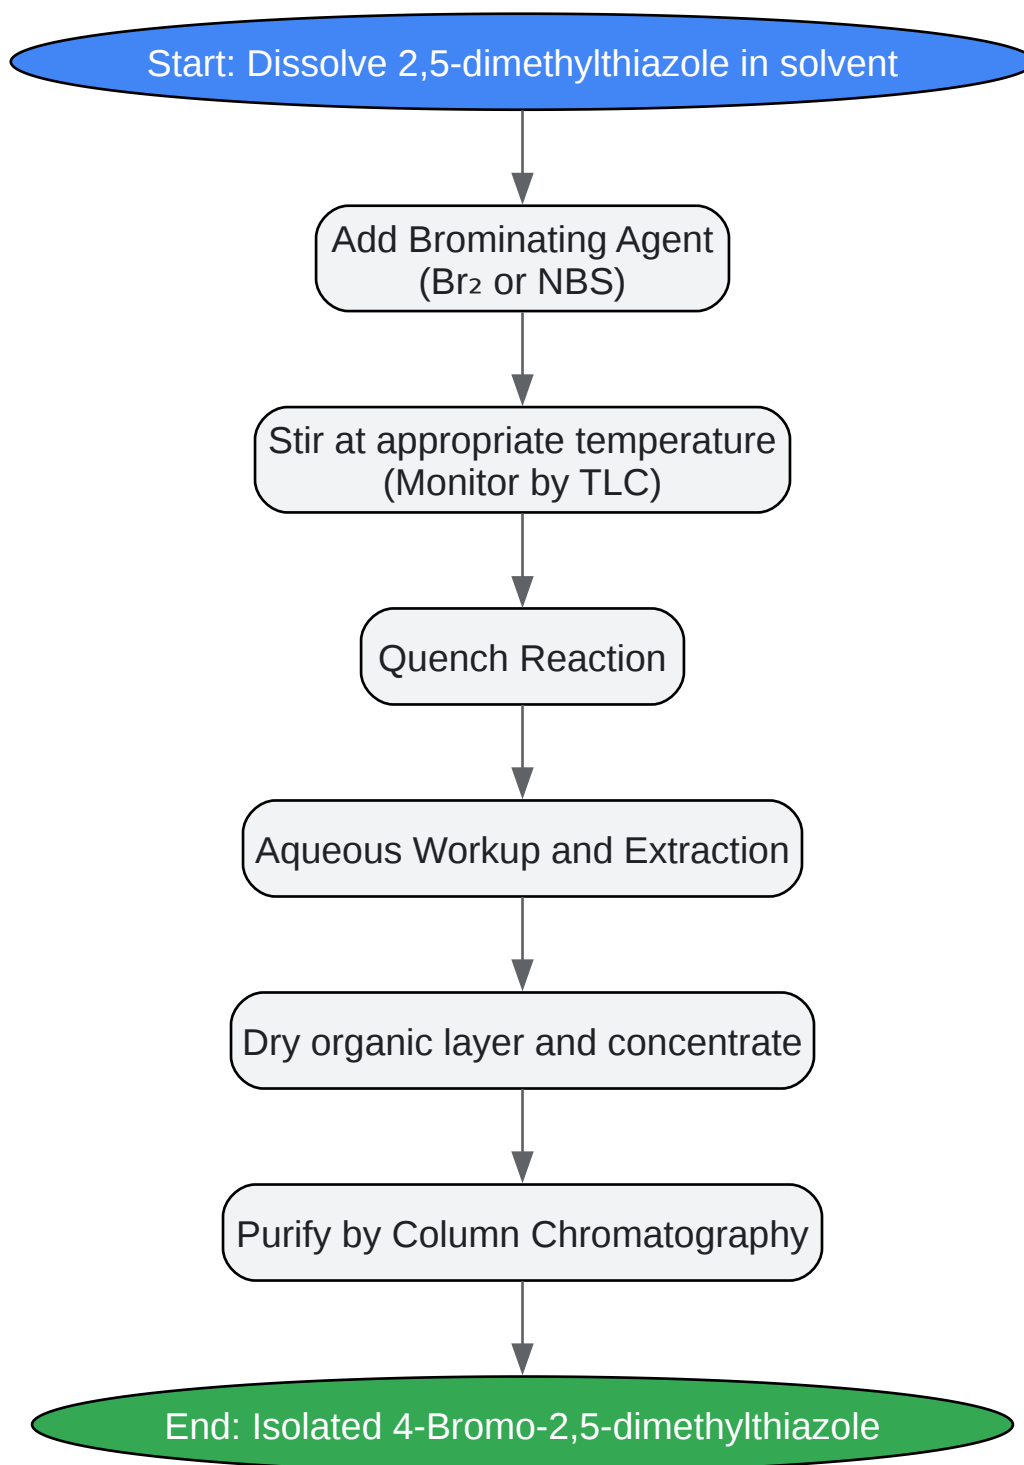 Start: Dissolve 2,5-dimethylthiazole in solvent
Add Brominating Agent
(Br₂ or NBS)
Stir at appropriate temperature
(Monitor by TLC)
Quench Reaction
Aqueous Workup and Extraction
Dry organic layer and concentrate
Purify by Column Chromatography
End: Isolated 4-Bromo-2,5-dimethylthiazole